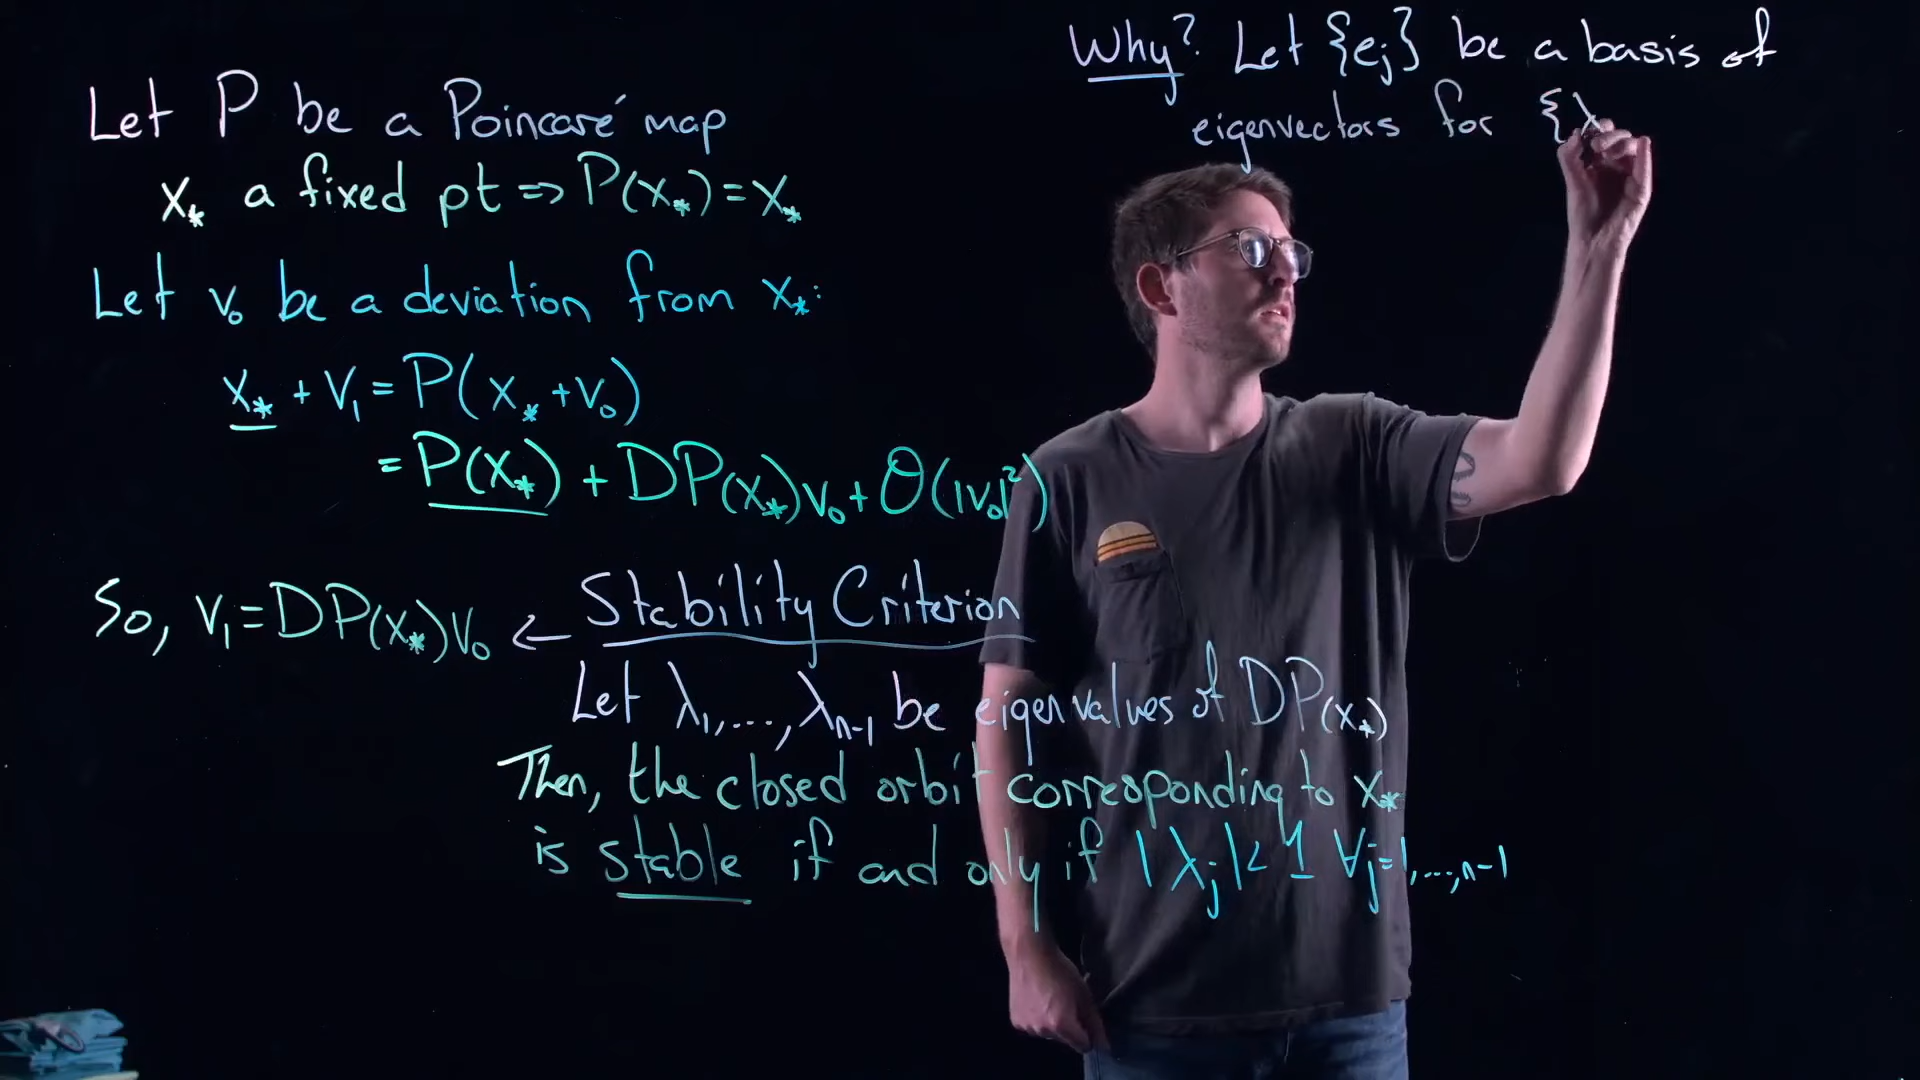 Let P be a Poincaré map
x* a fixed pt ⇒ P(x*) = x*
Let v₀ be a deviation from x*:
x* + v₁ = P(x* + v₀)
= P(x*) + DP(x*)v₀ + O(|v₀|²)
So, v₁ = DP(x*)v₀ ← Stability Criterion
Let λ₁,...,λₙ₋₁ be eigenvalues of DP(x*)
Then, the closed orbit corresponding to x*
is stable if and only if |λⱼ| < 1 ∀j=1,...,n-1
Why? Let {eⱼ} be a basis of
eigenvectors for {λ